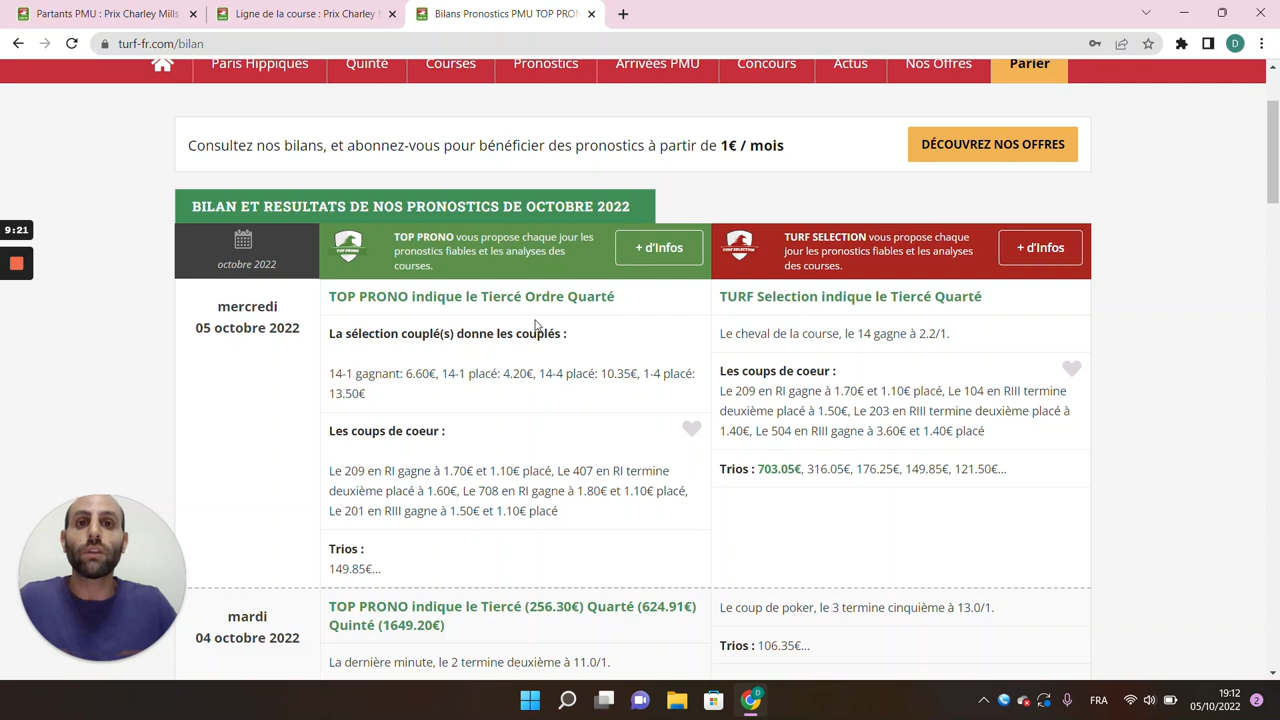 Partants PMU : Prix Charley Mills
Ligne de la course : Prix Charley
Bilans Pronostics PMU TOP PRON
turf-fr.com/bilan
D
Paris Hippiques
Quinté
Courses
Pronostics
Arrivées PMU
Concours
Actus
Nos Offres
Parier
Consultez nos bilans, et abonnez-vous pour bénéficier des pronostics à partir de 1€ / mois
DÉCOUVREZ NOS OFFRES
BILAN ET RESULTATS DE NOS PRONOSTICS DE OCTOBRE 2022
9:21
octobre 2022
TOP PRONO
TOP PRONO vous propose chaque jour les
pronostics fiables et les analyses des
courses.
+ d'Infos
TURF SELECTION
TURF SELECTION vous propose chaque
jour les pronostics fiables et les analyses
des courses.
+ d'Infos
mercredi
05 octobre 2022
TOP PRONO indique le Tiercé Ordre Quarté
La sélection couplé(s) donne les couplés :
14-1 gagnant: 6.60€, 14-1 placé: 4.20€, 14-4 placé: 10.35€, 1-4 placé:
13.50€
Les coups de coeur :
Le 209 en RI gagne à 1.70€ et 1.10€ placé, Le 407 en RI termine
deuxième placé à 1.60€, Le 708 en RI gagne à 1.80€ et 1.10€ placé,
Le 201 en RIII gagne à 1.50€ et 1.10€ placé
Trios :
149.85€...
TURF Selection indique le Tiercé Quarté
Le cheval de la course, le 14 gagne à 2.2/1.
Les coups de coeur :
Le 209 en RI gagne à 1.70€ et 1.10€ placé, Le 104 en RIII termine
deuxième placé à 1.50€, Le 203 en RIII termine deuxième placé à
1.40€, Le 504 en RIII gagne à 3.60€ et 1.40€ placé
Trios : 703.05€, 316.05€, 176.25€, 149.85€, 121.50€...
mardi
04 octobre 2022
TOP PRONO indique le Tiercé (256.30€) Quarté (624.91€)
Quinté (1649.20€)
La dernière minute, le 2 termine deuxième à 11.0/1.
Le coup de poker, le 3 termine cinquième à 13.0/1.
Trios : 106.35€...
D
FRA
19:12
05/10/2022
2